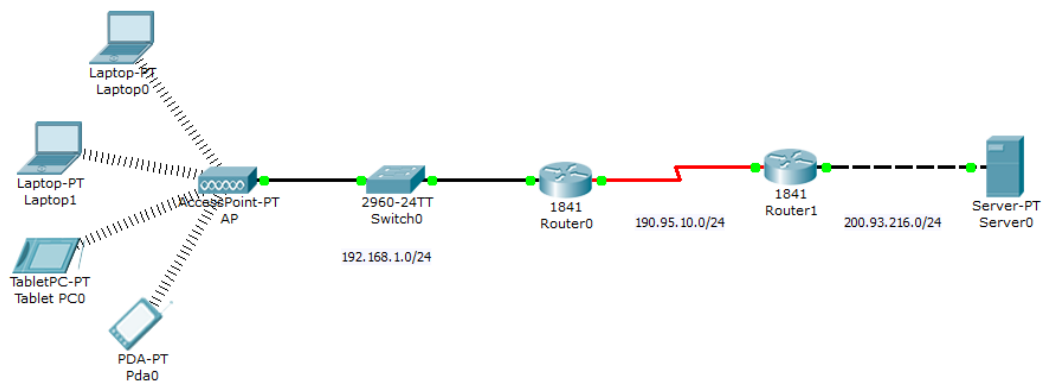 Laptop-PT
Laptop0
Laptop-PT
Laptop1
TabletPC-PT
Tablet PC0
PDA-PT
Pda0
AccessPoint-PT
AP
2960-24TT
Switch0
192.168.1.0/24
1841
Router0
190.95.10.0/24
1841
Router1
200.93.216.0/24
Server-PT
Server0